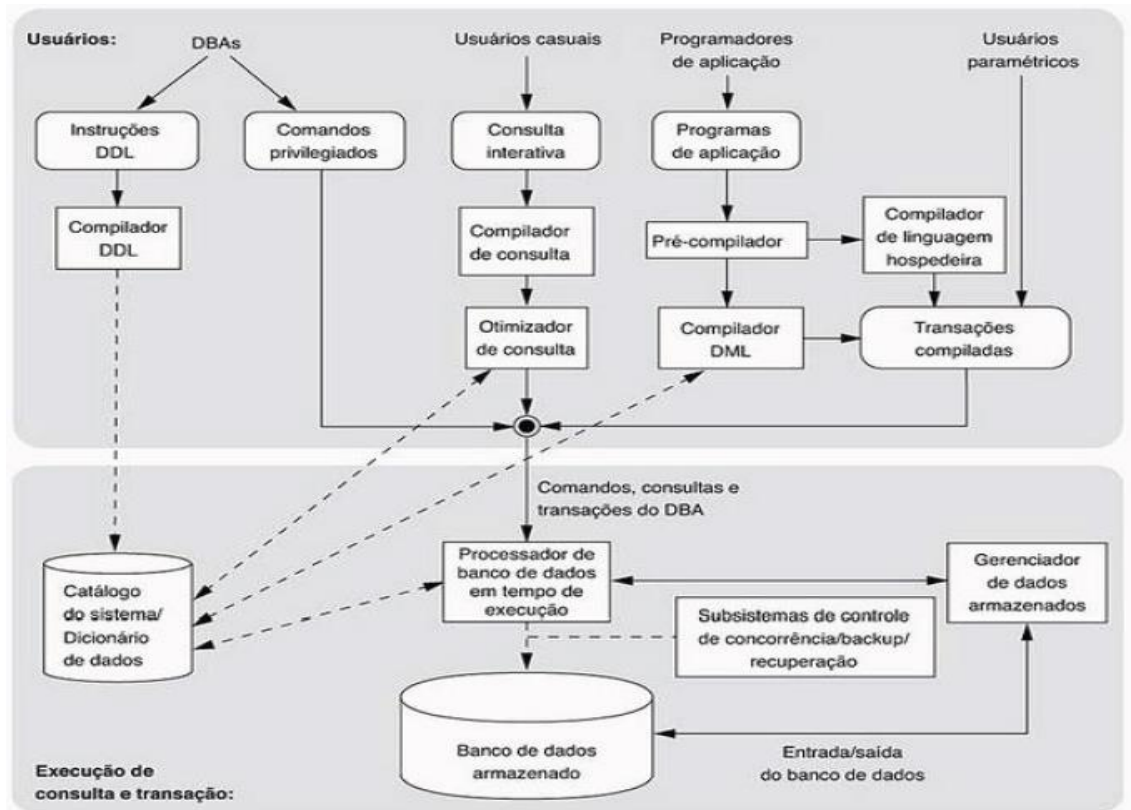 Usuários:
DBAs
Usuários casuais
Programadores
de aplicação
Usuários
paramétricos
Instruções
DDL
Comandos
privilegiados
Consulta
interativa
Programas
de aplicação
Compilador
DDL
Compilador
de consulta
Pré-compilador
Compilador
de linguagem
hospedeira
Otimizador
de consulta
Compilador
DML
Transações
compiladas
Comandos, consultas e
transações do DBA
Catálogo
do sistema/
Dicionário
de dados
Processador de
banco de dados
em tempo de
execução
Gerenciador
de dados
armazenados
Subsistemas de controle
de concorrência/backup/
recuperação
Banco de dados
armazenado
Entrada/saída
do banco de dados
Execução de
consulta e transação: